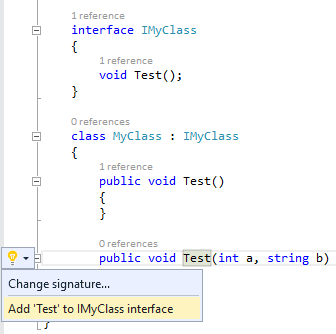 1 reference
interface IMyClass
{
1 reference
void Test();
}
0 references
class MyClass : IMyClass
{
1 reference
public void Test()
{
}
0 references
public void Test(int a, string b)
Change signature...
Add 'Test' to IMyClass interface
}